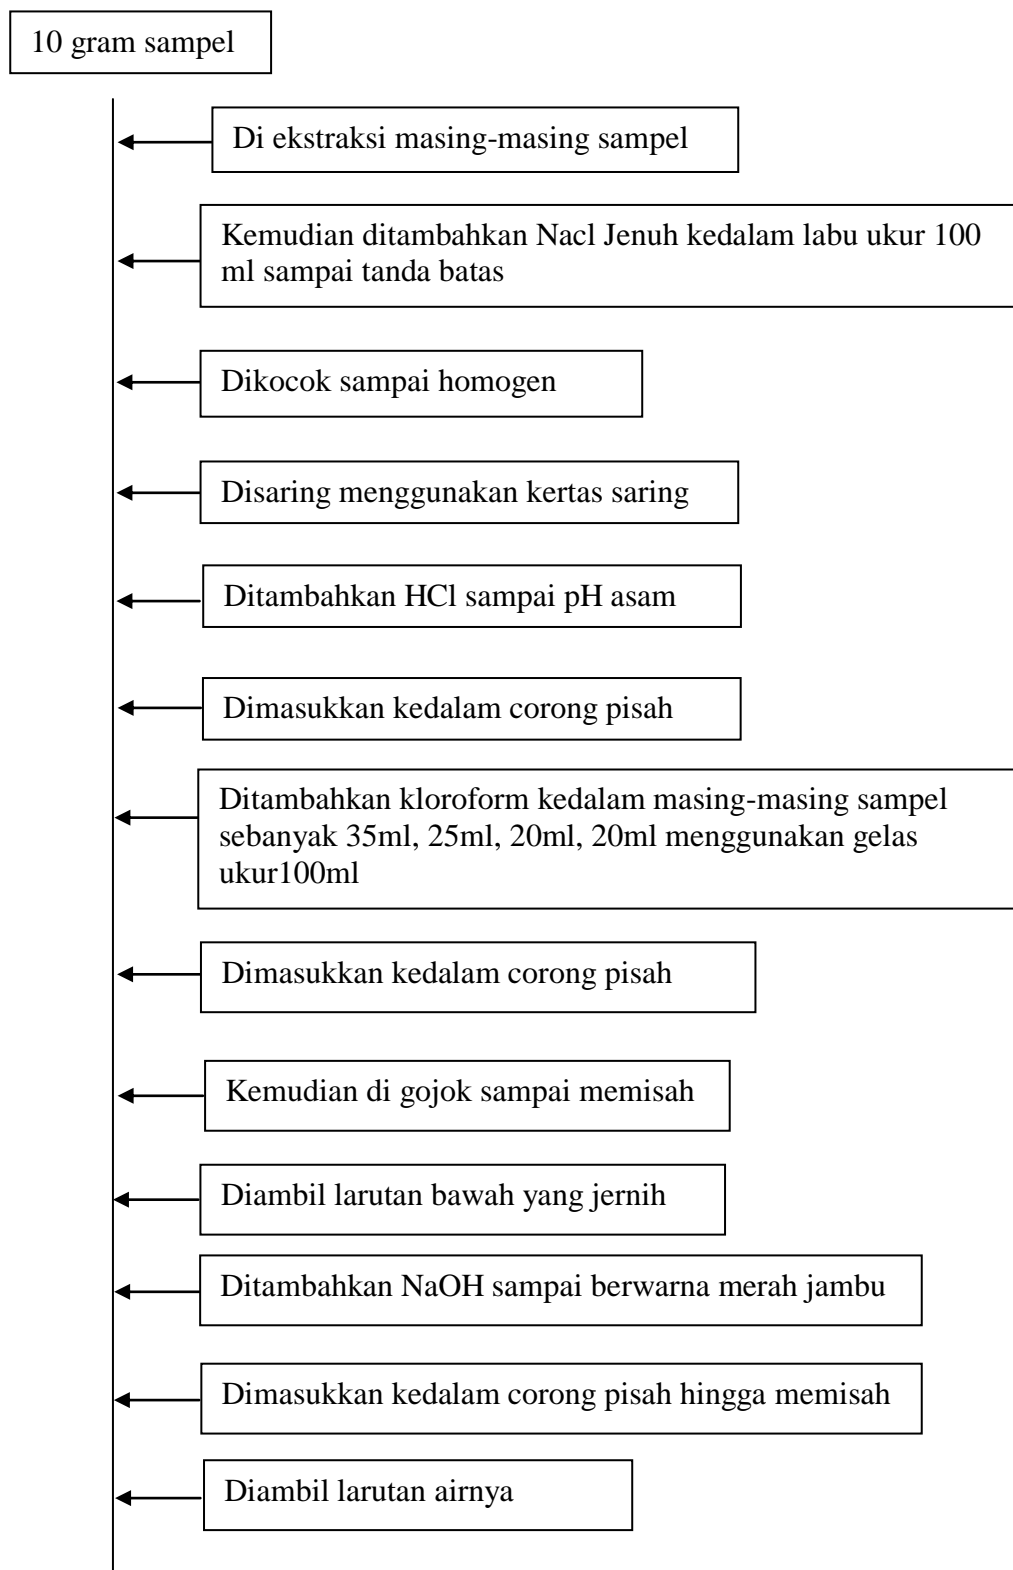 10 gram sampel
Di ekstraksi masing-masing sampel
Kemudian ditambahkan Nacl Jenuh kedalam labu ukur 100
ml sampai tanda batas
Dikocok sampai homogen
Disaring menggunakan kertas saring
Ditambahkan HCl sampai pH asam
Dimasukkan kedalam corong pisah
Ditambahkan kloroform kedalam masing-masing sampel
sebanyak 35ml, 25ml, 20ml, 20ml menggunakan gelas
ukur100ml
Dimasukkan kedalam corong pisah
Kemudian di gojok sampai memisah
Diambil larutan bawah yang jernih
Ditambahkan NaOH sampai berwarna merah jambu
Dimasukkan kedalam corong pisah hingga memisah
Diambil larutan airnya